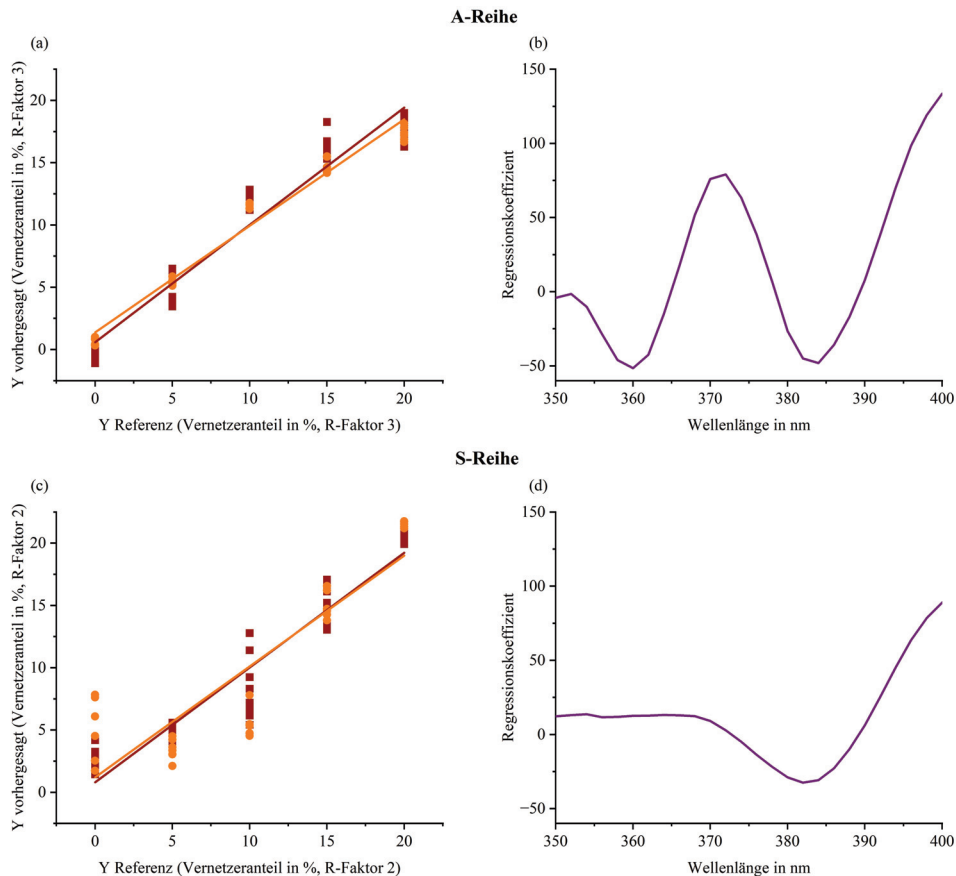 A-Reihe
(a)
Y vorhergesagt (Vernetzeranteil in %, R-Faktor 3)
20
15
10
5
0
0 5 10 15 20
Y Referenz (Vernetzeranteil in %, R-Faktor 3)
(b)
Regressionskoeffizient
150
100
50
0
−50
350 360 370 380 390 400
Wellenlänge in nm
S-Reihe
(c)
Y vorhergesagt (Vernetzeranteil in %, R-Faktor 2)
20
15
10
5
0
0 5 10 15 20
Y Referenz (Vernetzeranteil in %, R-Faktor 2)
(d)
Regressionskoeffizient
150
100
50
0
−50
350 360 370 380 390 400
Wellenlänge in nm